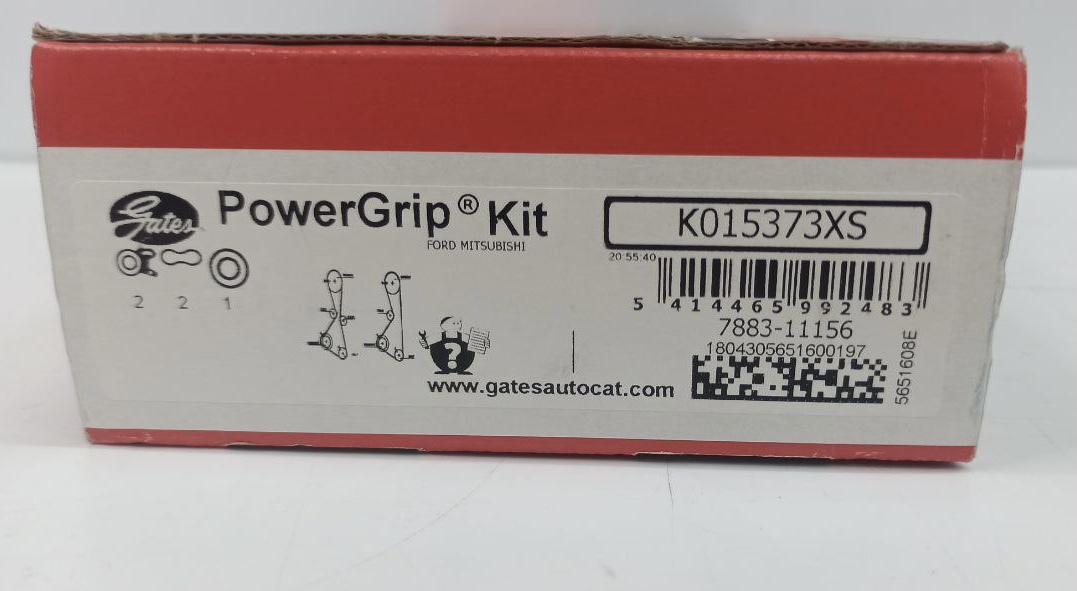 Gates
PowerGrip® Kit
FORD MITSUBISHI
K015373XS
20 55:40
5 414465 992483
2 2 1
7883-11156
1804305651600197
?
www.gatesautocat.com
5651608E